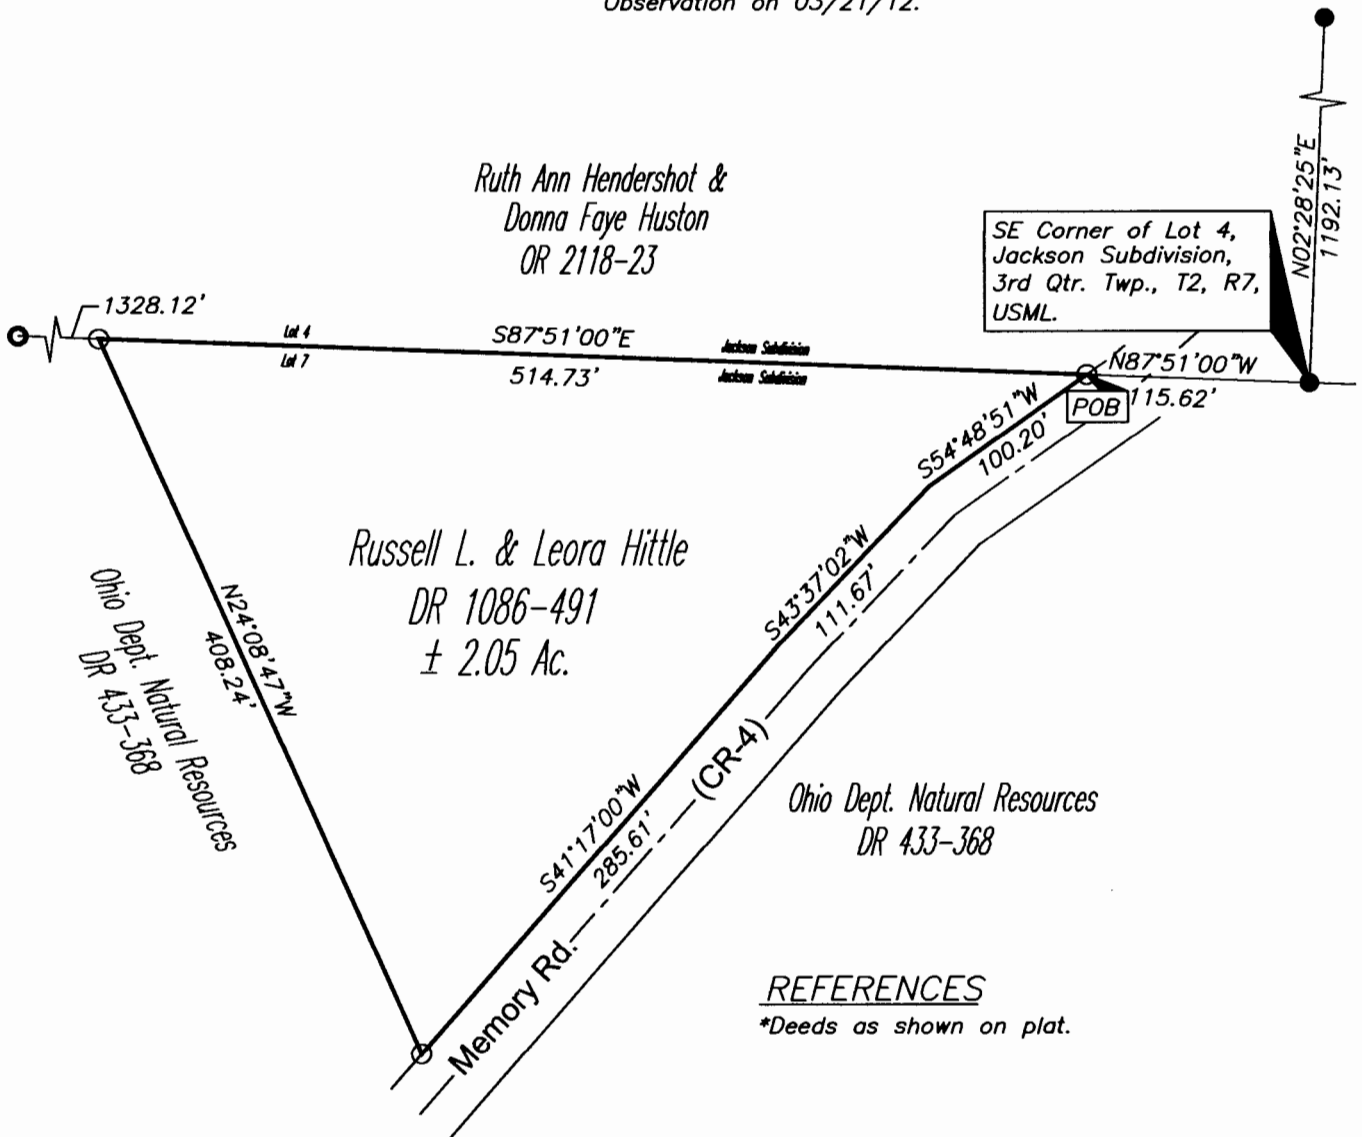 Observation on 03/21/12.
Ruth Ann Hendershot &
Donna Faye Huston
OR 2118-23
SE Corner of Lot 4,
Jackson Subdivision,
3rd Qtr. Twp., T2, R7,
USML.
N02°28'25"E
1192.13'
1328.12'
Lot 4
S87°51'00"E
Jackson Subdivision
Lot 7
514.73'
Jackson Subdivision
N87°51'00"W
115.62'
POB
S54°48'51"W
100.20'
Russell L. & Leora Hittle
DR 1086-491
± 2.05 Ac.
S43°37'02"W
111.67'
Ohio Dept. Natural Resources
DR 433-368
N24°08'47"W
408.24'
S41°17'00"W
285.61'
Memory Rd. (CR-4)
Ohio Dept. Natural Resources
DR 433-368
REFERENCES
*Deeds as shown on plat.